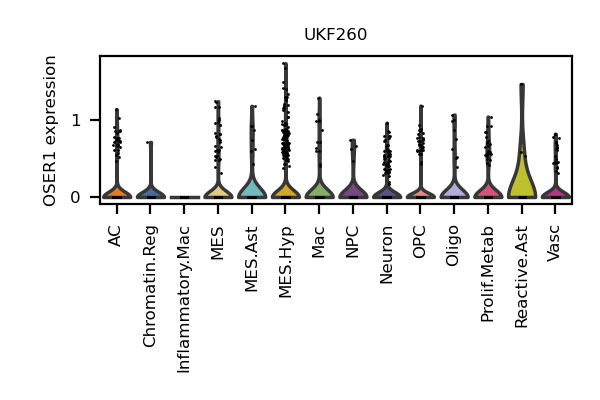 UKF260
OSER1 expression
1
0
AC
Chromatin.Reg
Inflammatory.Mac
MES
MES.Ast
MES.Hyp
Mac
NPC
Neuron
OPC
Oligo
Prolif.Metab
Reactive.Ast
Vasc